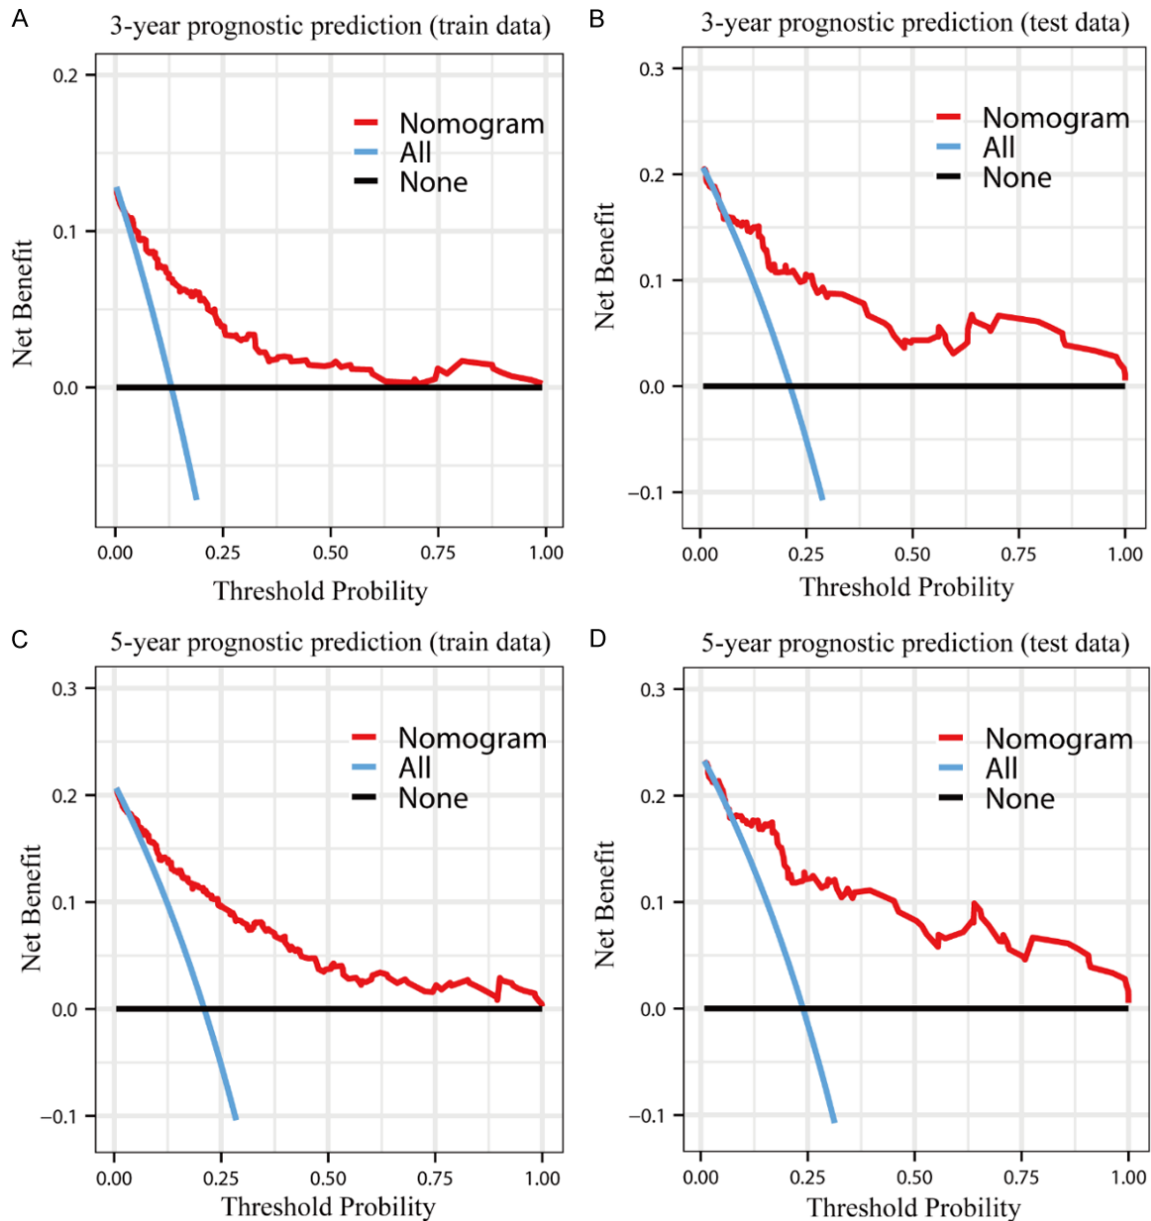 A
3-year prognostic prediction (train data)
0.2
0.1
0.0
Net Benefit
Nomogram
All
None
0.00 0.25 0.50 0.75 1.00
Threshold Probility
B
3-year prognostic prediction (test data)
0.3
0.2
0.1
0.0
−0.1
Net Benefit
Nomogram
All
None
0.00 0.25 0.50 0.75 1.00
Threshold Probility
C
5-year prognostic prediction (train data)
0.3
0.2
0.1
0.0
−0.1
Net Benefit
Nomogram
All
None
0.00 0.25 0.50 0.75 1.00
Threshold Probility
D
5-year prognostic prediction (test data)
0.3
0.2
0.1
0.0
−0.1
Net Benefit
Nomogram
All
None
0.00 0.25 0.50 0.75 1.00
Threshold Probility